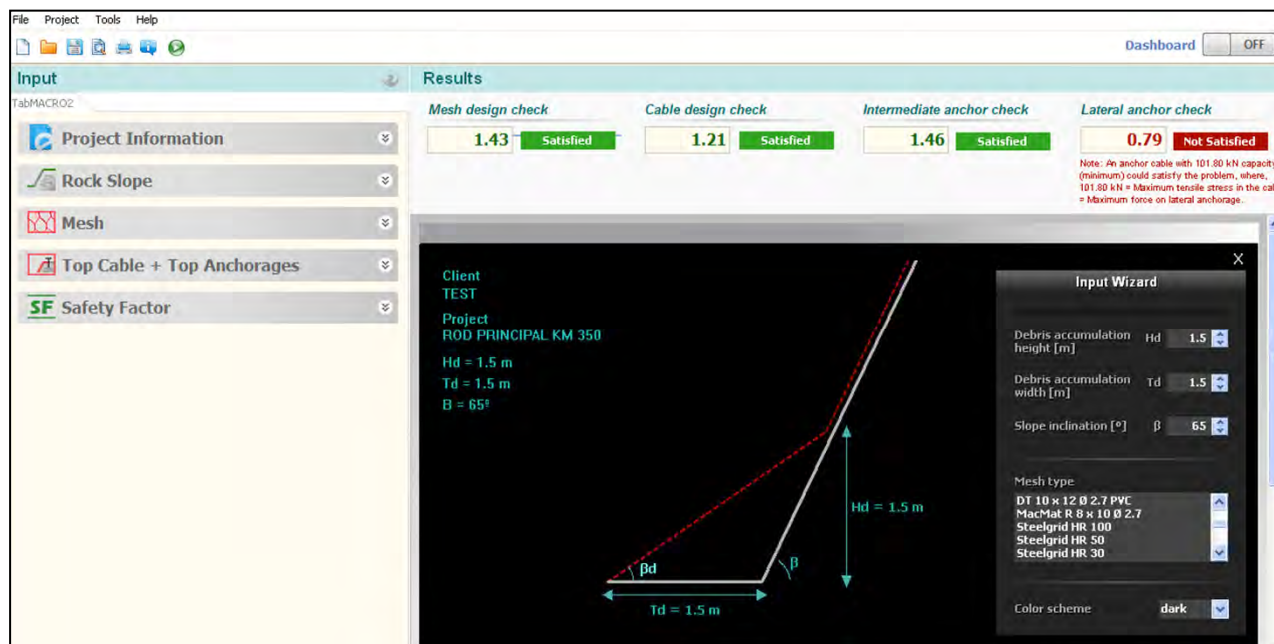 File Project Tools Help
Dashboard OFF
Input
TabMACRO2
Project Information
Rock Slope
Mesh
Top Cable + Top Anchorages
SF Safety Factor
Results
Mesh design check
1.43 Satisfied
Cable design check
1.21 Satisfied
Intermediate anchor check
1.46 Satisfied
Lateral anchor check
0.79 Not Satisfied
Note: An anchor cable with 101.80 kN capacity
(minimum) could satisfy the problem, where,
101.80 kN = Maximum tensile stress in the
= Maximum force on lateral anchorage.
Client
TEST
Project
ROD PRINCIPAL KM 350
Hd = 1.5 m
Td = 1.5 m
B = 65º
βd
β
Hd = 1.5 m
Td = 1.5 m
X
Input Wizard
Debris accumulation
height [m] Hd 1.5
Debris accumulation
width [m] Td 1.5
Slope inclination [º] β 65
Mesh type
DT 10 x 12 Ø 2.7 PVC
MacMat R 8 x 10 Ø 2.7
Steelgrid HR 100
Steelgrid HR 50
Steelgrid HR 30
Color scheme dark